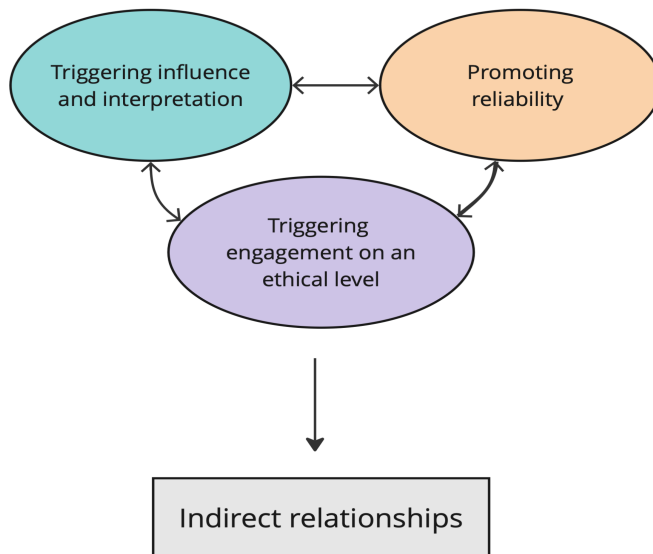 Triggering influence
and interpretation
Promoting
reliability
Triggering
engagement on an
ethical level
Indirect relationships